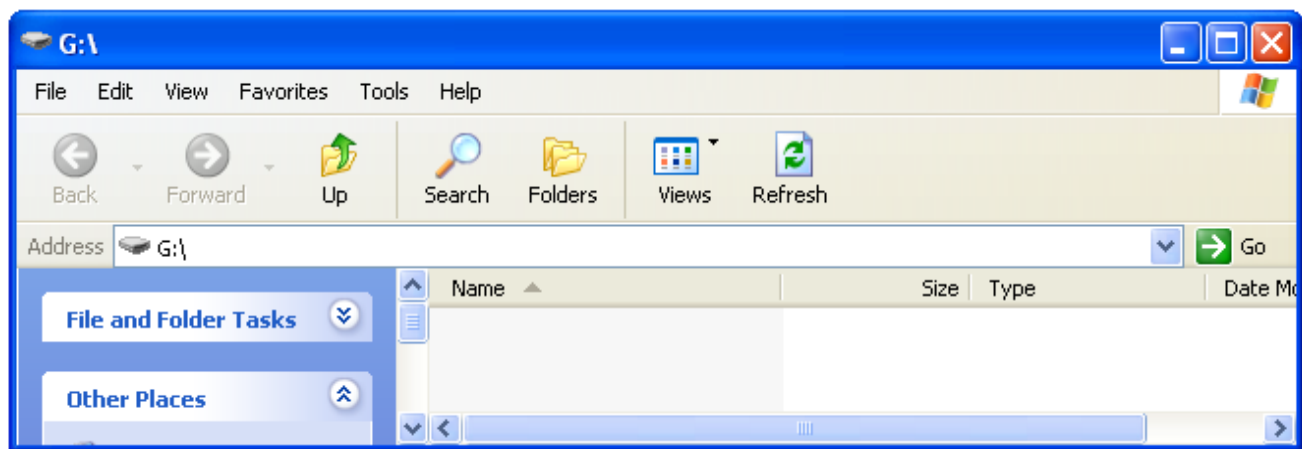 G:\
File Edit View Favorites Tools Help
Back Forward Up Search Folders Views Refresh
Address G:\ Go
Name Size Type Date Mo
File and Folder Tasks
Other Places